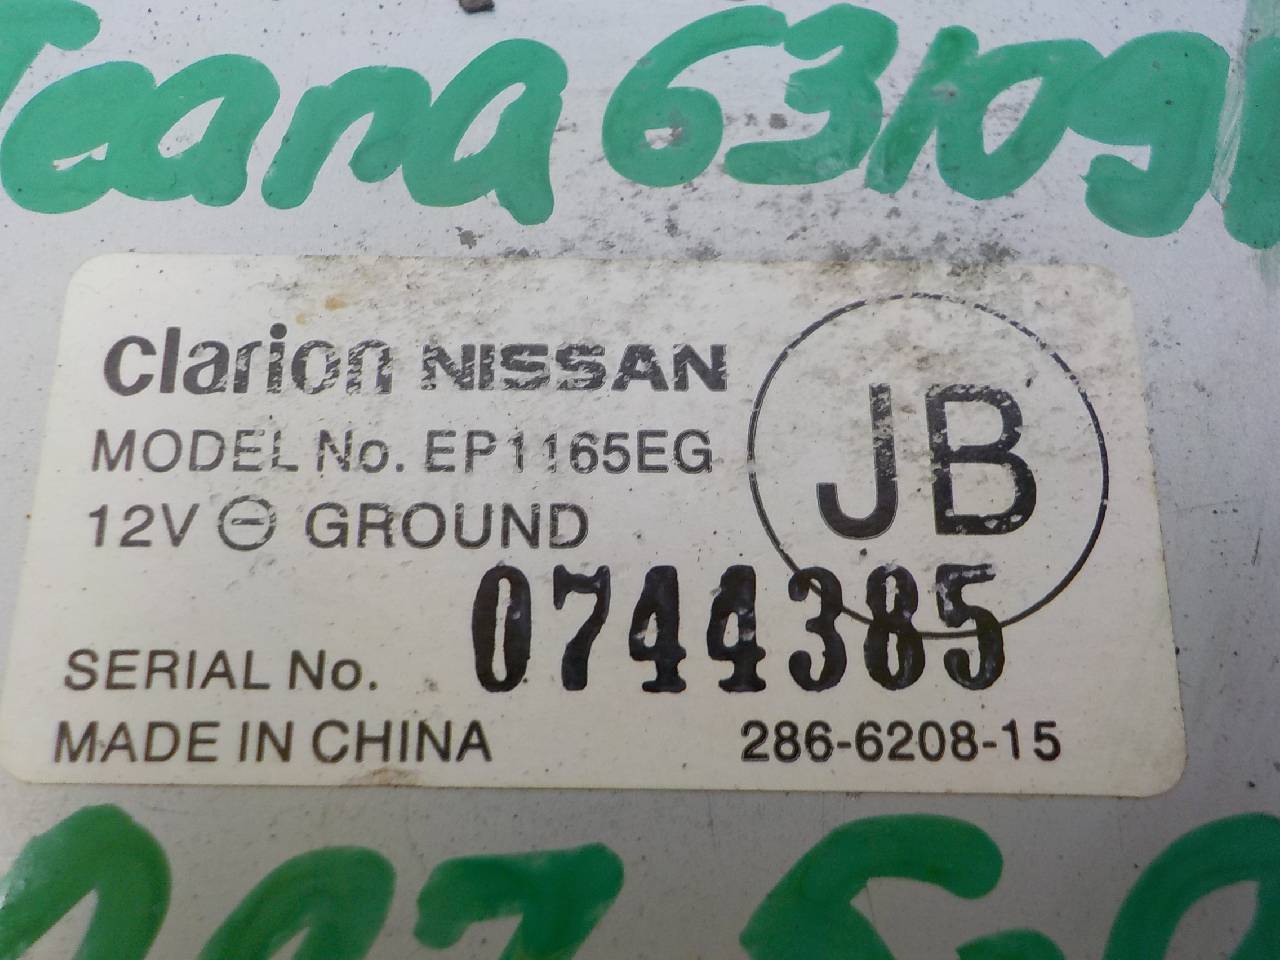 Teana 63109
clarion NISSAN
JB
MODEL No. EP1165EG
12V ⊖ GROUND
0744385
SERIAL No.
MADE IN CHINA 286-6208-15